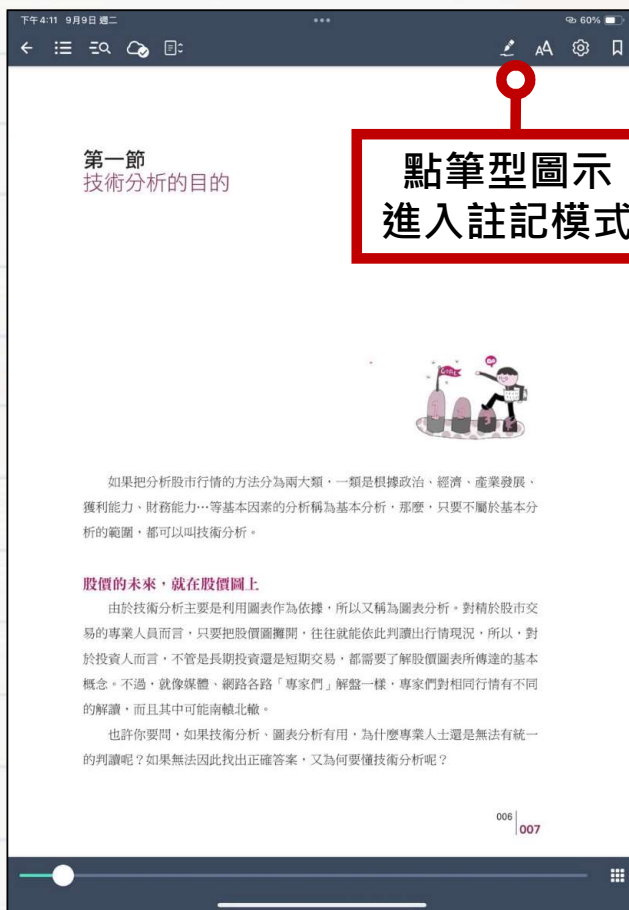 下午4:11 9月9日 週二
60%
AA
點筆型圖示
進入註記模式
第一節
技術分析的目的
GOAL
Go
如果把分析股市行情的方法分為兩大類，一類是根據政治、經濟、產業發展、
獲利能力、財務能力…等基本因素的分析稱為基本分析，那麼，只要不屬於基本分
析的範圍，都可以叫技術分析。
股價的未來，就在股價圖上
由於技術分析主要是利用圖表作為依據，所以又稱為圖表分析。對精於股市交
易的專業人員而言，只要把股價圖攤開，往往就能依此判讀出行情現況，所以，對
於投資人而言，不管是長期投資還是短期交易，都需要了解股價圖表所傳達的基本
概念。不過，就像媒體、網路各路「專家們」解盤一樣，專家們對相同行情有不同
的解讀，而且其中可能南轅北轍。
也許你要問，如果技術分析、圖表分析有用，為什麼專業人士還是無法有統一
的判讀呢？如果無法因此找出正確答案，又為何要懂技術分析呢？
006
007